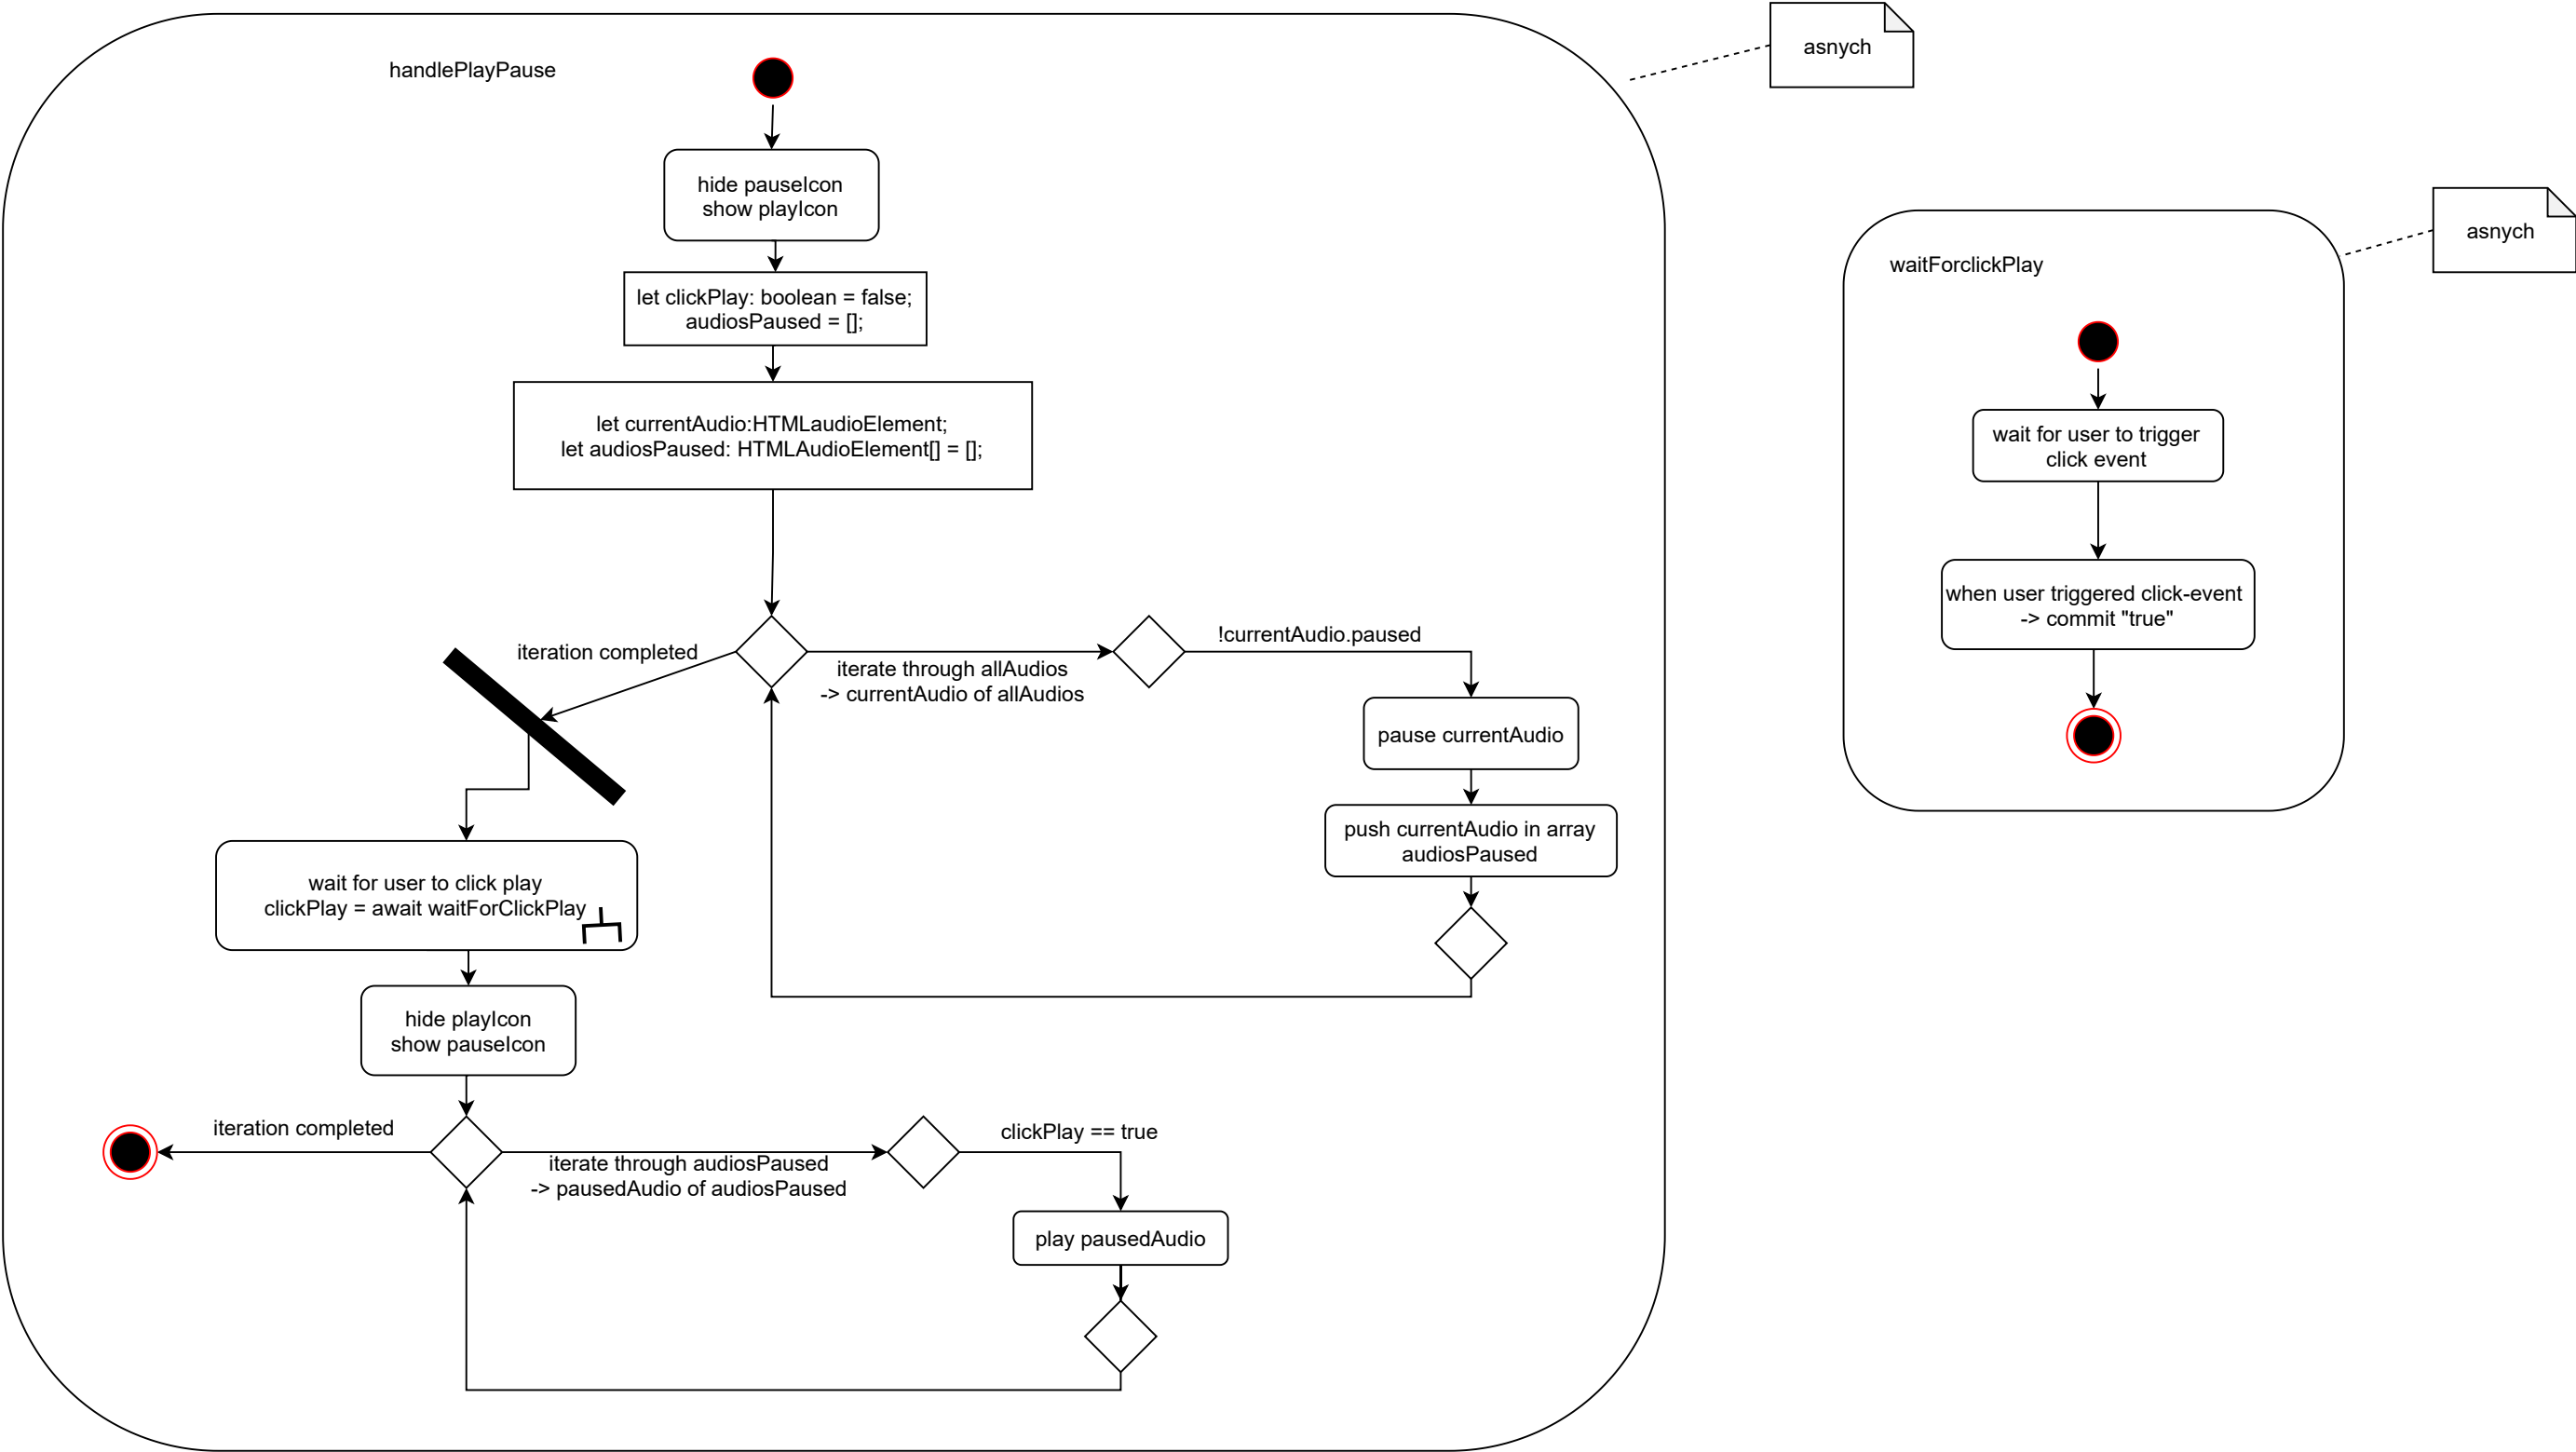 handlePlayPause
asnych
hide pauseIcon
show playIcon
let clickPlay: boolean = false;
audiosPaused = [];
let currentAudio:HTMLaudioElement;
let audiosPaused: HTMLAudioElement[] = [];
iteration completed
iterate through allAudios
-> currentAudio of allAudios
!currentAudio.paused
pause currentAudio
push currentAudio in array
audiosPaused
wait for user to click play
clickPlay = await waitForClickPlay
hide playIcon
show pauseIcon
iteration completed
iterate through audiosPaused
-> pausedAudio of audiosPaused
clickPlay == true
play pausedAudio
asnych
waitForclickPlay
wait for user to trigger
click event
when user triggered click-event
-> commit "true"